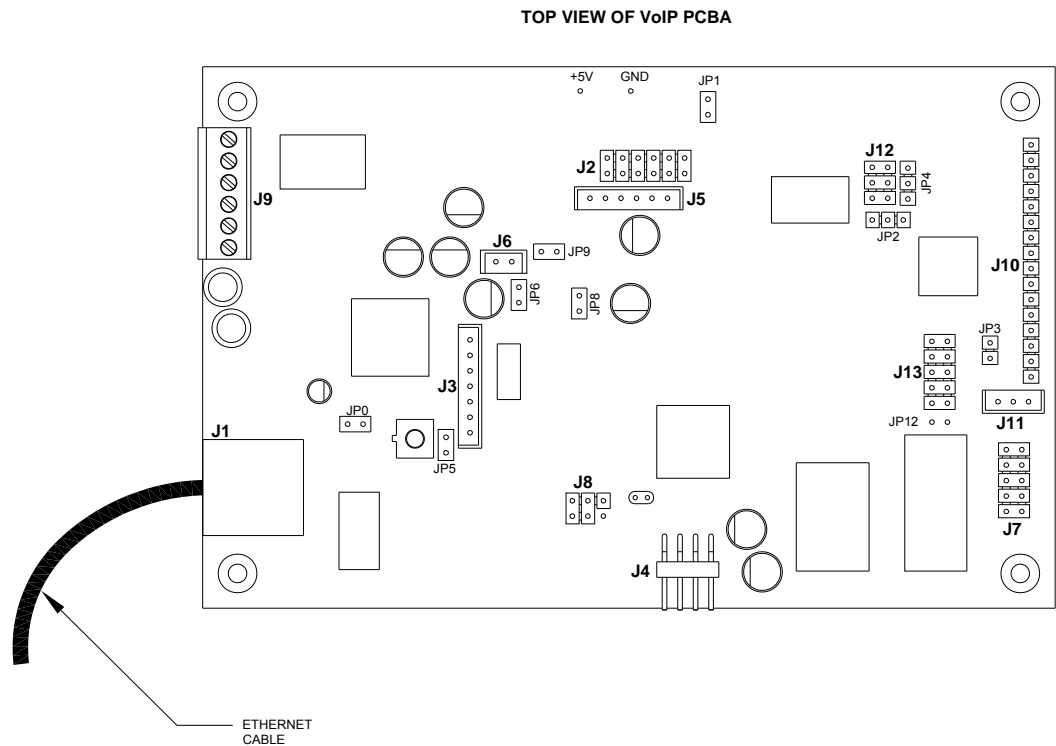 TOP VIEW OF VoIP PCBA
+5V
GND
JP1
J2
J12
JP4
J9
J5
JP2
J6
JP9
J10
JP6
JP8
JP3
J3
J13
JP0
J1
JP12
J11
JP5
J8
J7
J4
ETHERNET
CABLE